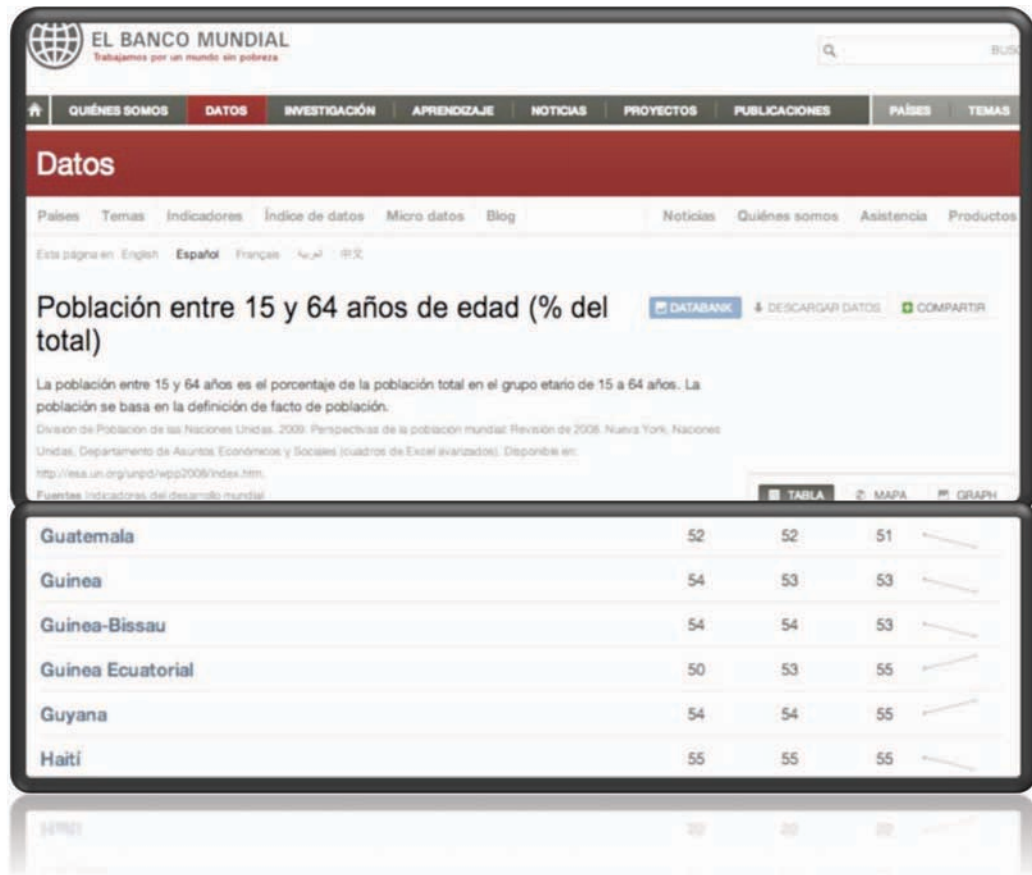 EL BANCO MUNDIAL
Trabajamos por un mundo sin pobreza
QUIÉNES SOMOS DATOS INVESTIGACIÓN APRENDIZAJE NOTICIAS PROYECTOS PUBLICACIONES PAÍSES TEMAS
Datos
Países Temas Indicadores Índice de datos Micro datos Blog Noticias Quiénes somos Asistencia Productos
Esta página en: English Español Français العربية 中文
Población entre 15 y 64 años de edad (% del
total)
DATABANK DESCARGAR DATOS COMPARTIR
La población entre 15 y 64 años es el porcentaje de la población total en el grupo etario de 15 a 64 años. La
población se basa en la definición de facto de población.
División de Población de las Naciones Unidas. 2009. Perspectivas de la población mundial: Revisión de 2008. Nueva York, Naciones
Unidas, Departamento de Asuntos Económicos y Sociales (cuadros de Excel avanzados). Disponible en:
http://esa.un.org/unpd/wpp2008/index.htm.
Fuentes Indicadores del desarrollo mundial
TABLA MAPA GRAPH
Guatemala 52 52 51
Guinea 54 53 53
Guinea-Bissau 54 54 53
Guinea Ecuatorial 50 53 55
Guyana 54 54 55
Haití 55 55 55